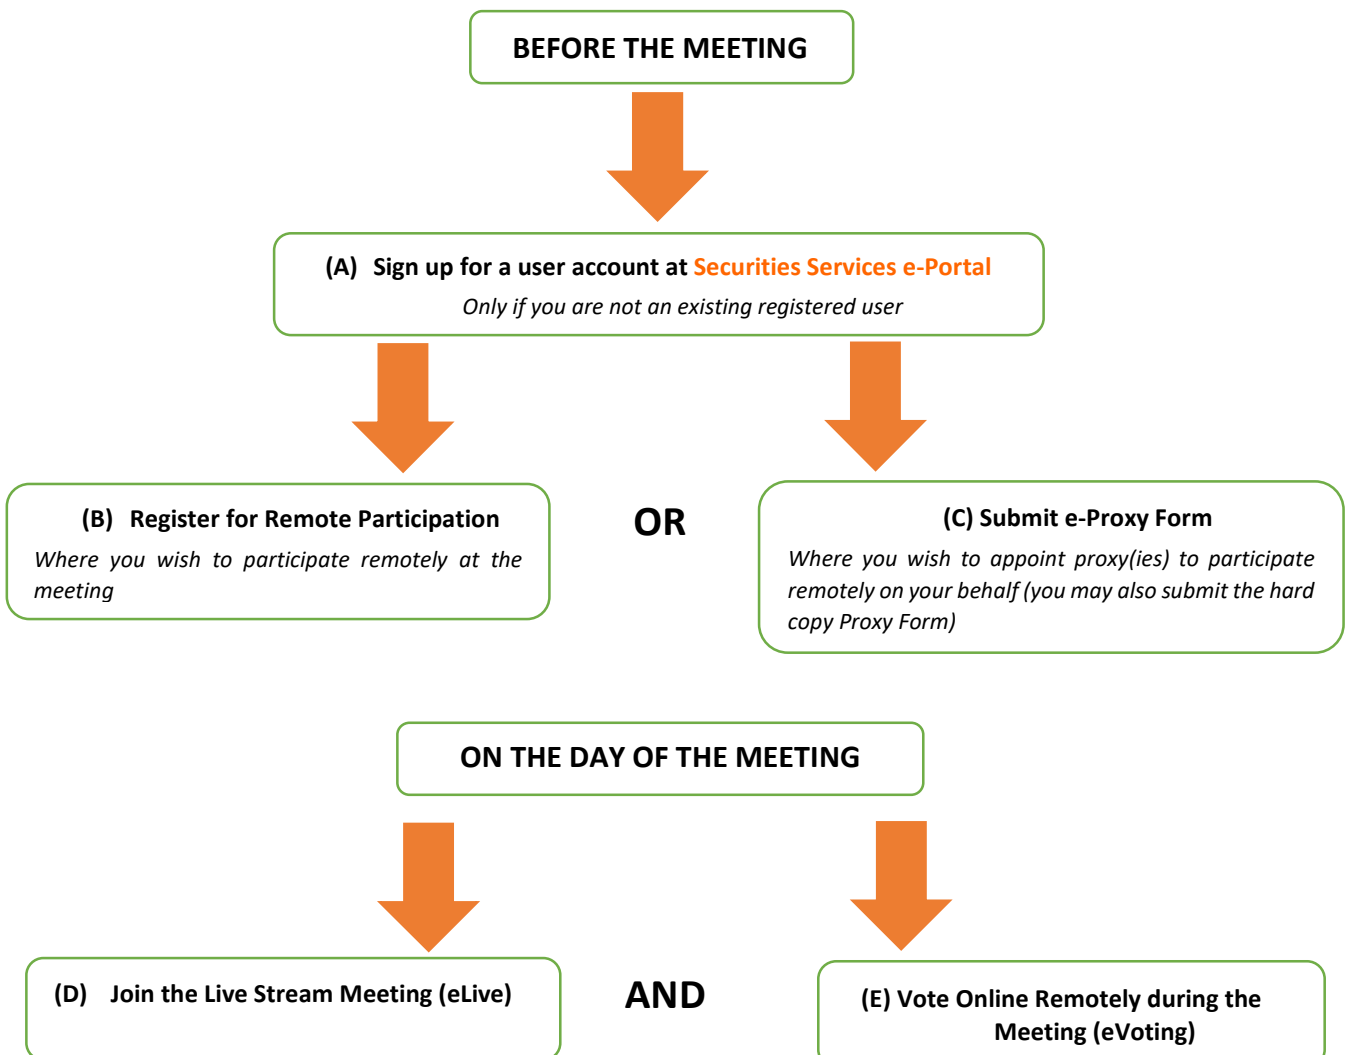 BEFORE THE MEETING
(A) Sign up for a user account at Securities Services e-Portal
Only if you are not an existing registered user
(B) Register for Remote Participation
Where you wish to participate remotely at the
meeting
OR
(C) Submit e-Proxy Form
Where you wish to appoint proxy(ies) to participate
remotely on your behalf (you may also submit the hard
copy Proxy Form)
ON THE DAY OF THE MEETING
(D) Join the Live Stream Meeting (eLive)
AND
(E) Vote Online Remotely during the
Meeting (eVoting)